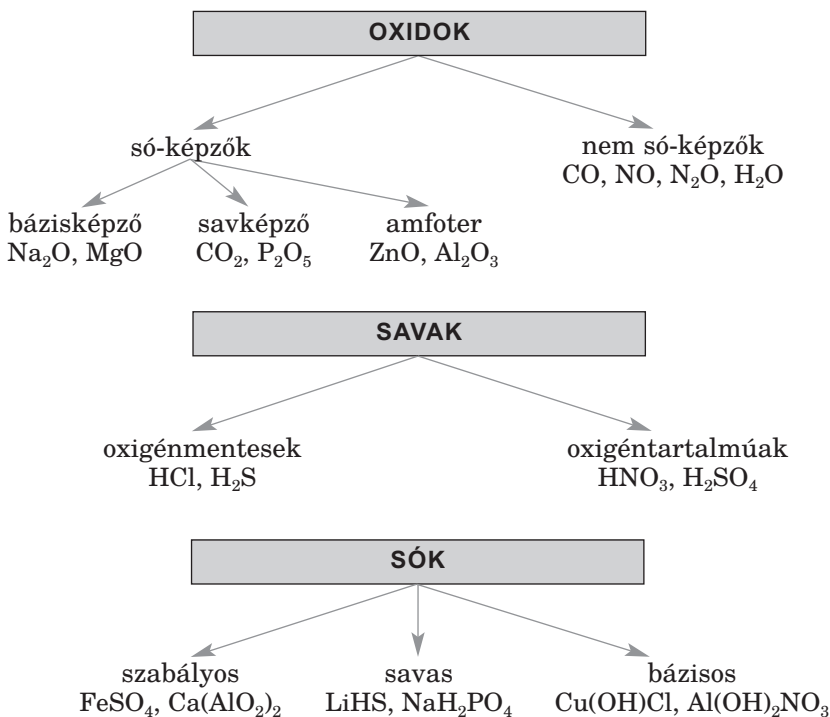 OXIDOK
só-képzők
nem só-képzők
CO, NO, N₂O, H₂O
bázisképző savképző amfoter
Na₂O, MgO CO₂, P₂O₅ ZnO, Al₂O₃
SAVAK
oxigénmentesek oxigéntartalmúak
HCl, H₂S HNO₃, H₂SO₄
SÓK
szabályos savas bázisos
FeSO₄, Ca(AlO₂)₂ LiHS, NaH₂PO₄ Cu(OH)Cl, Al(OH)₂NO₃